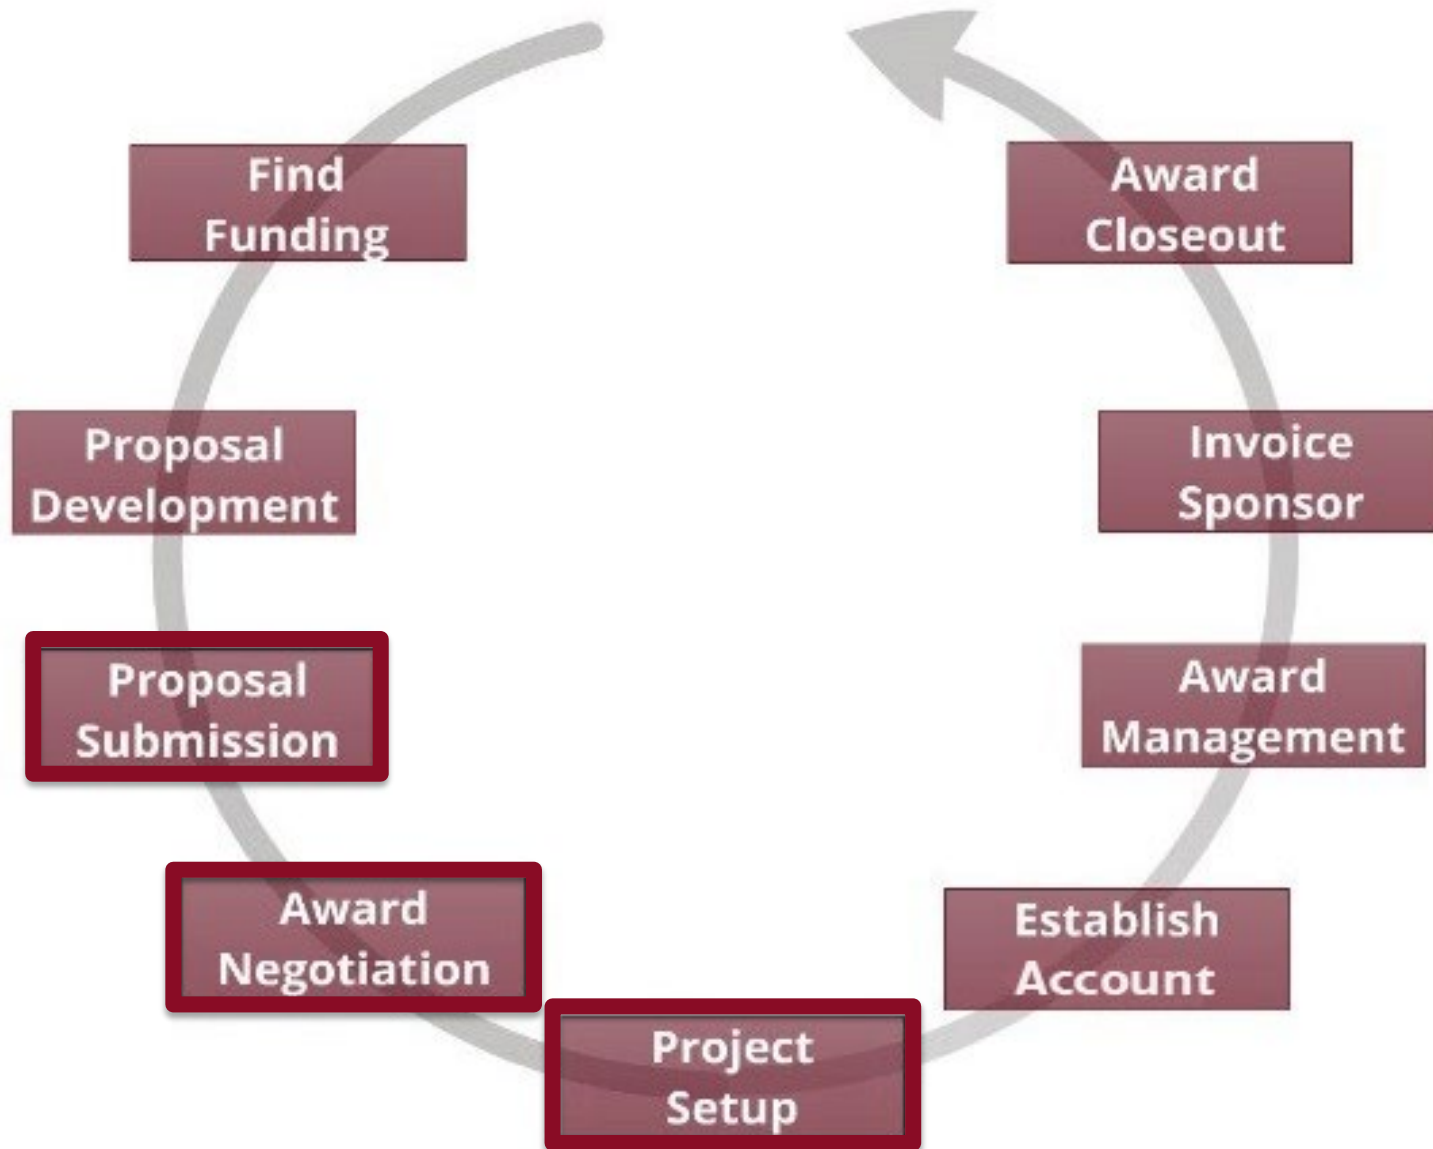 Find
Funding
Proposal
Development
Proposal
Submission
Award
Negotiation
Project
Setup
Establish
Account
Award
Management
Invoice
Sponsor
Award
Closeout